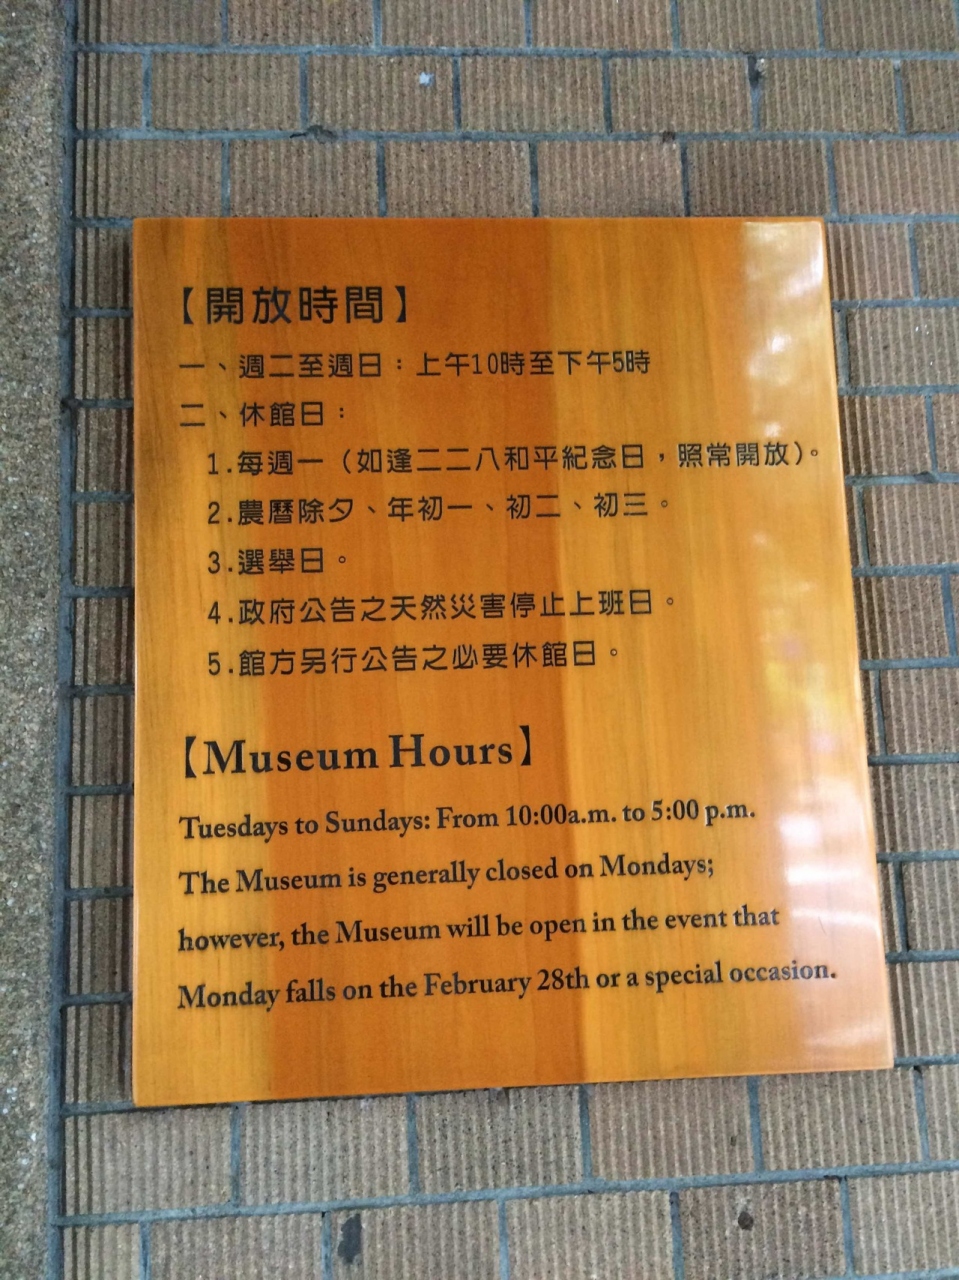 【開放時間】
一、週二至週日：上午10時至下午5時
二、休館日：
1.每週一（如逢二二八和平紀念日，照常開放）。
2.農曆除夕、年初一、初二、初三。
3.選舉日。
4.政府公告之天然災害停止上班日。
5.館方另行公告之必要休館日。
【Museum Hours】
Tuesdays to Sundays: From 10:00a.m. to 5:00 p.m.
The Museum is generally closed on Mondays;
however, the Museum will be open in the event that
Monday falls on the February 28th or a special occasion.